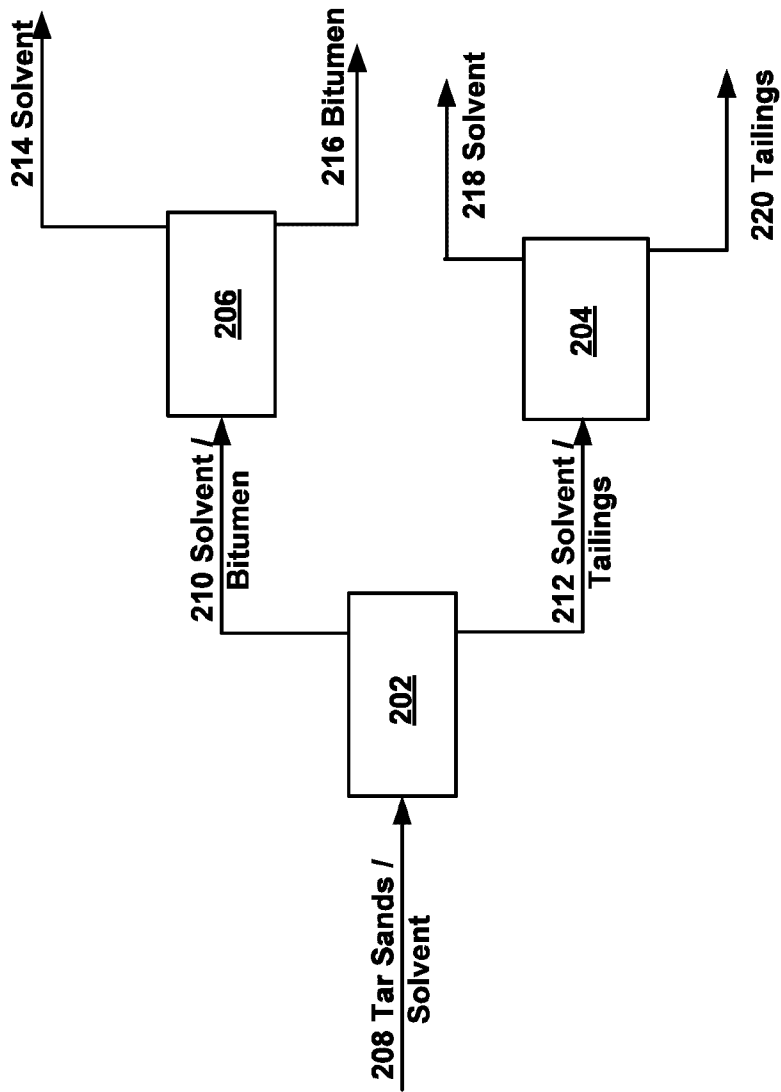 208 Tar Sands /
Solvent
202
210 Solvent /
Bitumen
212 Solvent /
Tailings
206
204
214 Solvent
216 Bitumen
218 Solvent
220 Tailings